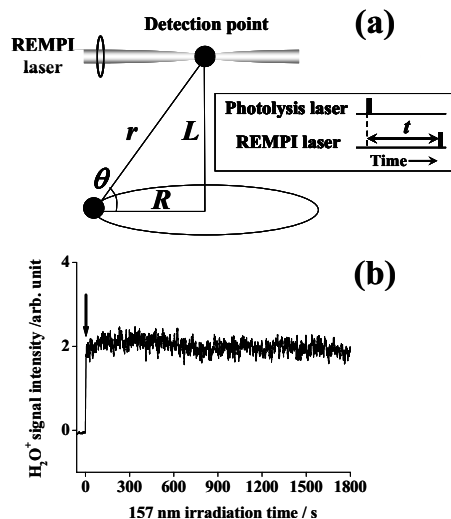 Detection point
(a)
REMPI
laser
r
L
θ
R
Photolysis laser
REMPI laser
t
Time→
(b)
H₂O⁺ signal intensity /arb. unit
4
2
0
0 300 600 900 1200 1500 1800
157 nm irradiation time / s